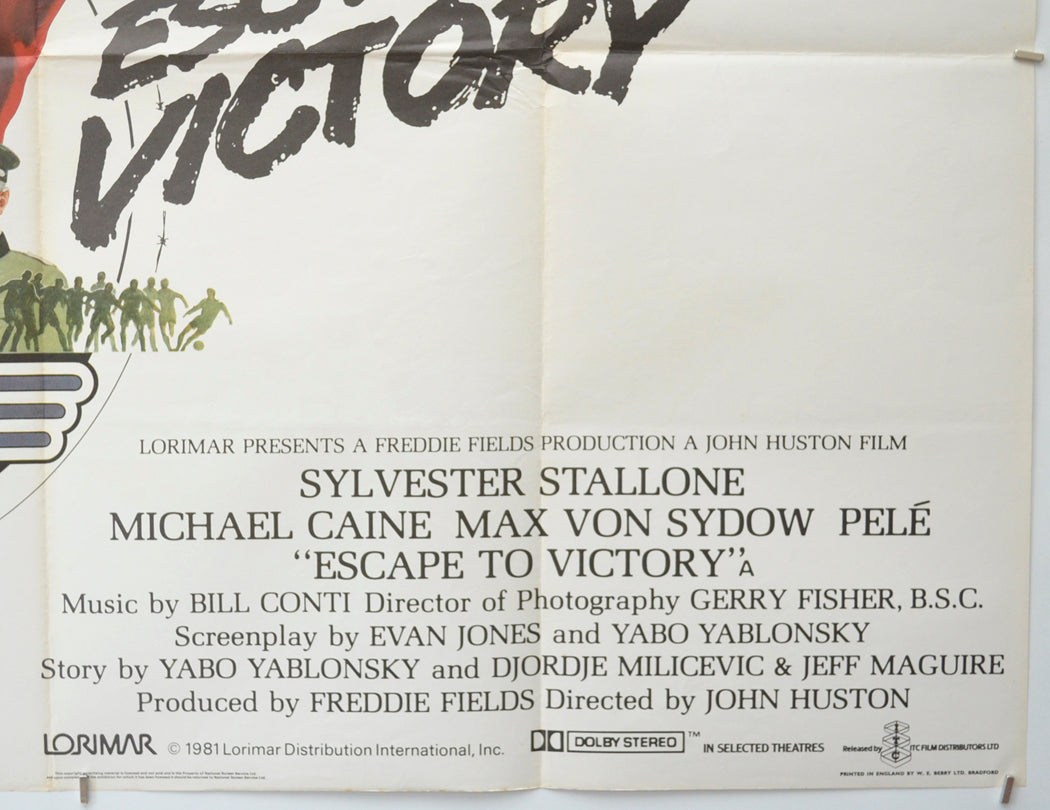 ESC
VICTORY
LORIMAR PRESENTS A FREDDIE FIELDS PRODUCTION A JOHN HUSTON FILM
SYLVESTER STALLONE
MICHAEL CAINE MAX VON SYDOW PELÉ
“ESCAPE TO VICTORY” A
Music by BILL CONTI Director of Photography GERRY FISHER, B.S.C.
Screenplay by EVAN JONES and YABO YABLONSKY
Story by YABO YABLONSKY and DJORDJE MILICEVIC & JEFF MAGUIRE
Produced by FREDDIE FIELDS Directed by JOHN HUSTON
LORIMAR © 1981 Lorimar Distribution International, Inc. DOLBY STEREO ™ IN SELECTED THEATRES Released by ITC ITC FILM DISTRIBUTORS LTD
PRINTED IN ENGLAND BY W. E. BERRY LTD. BRADFORD